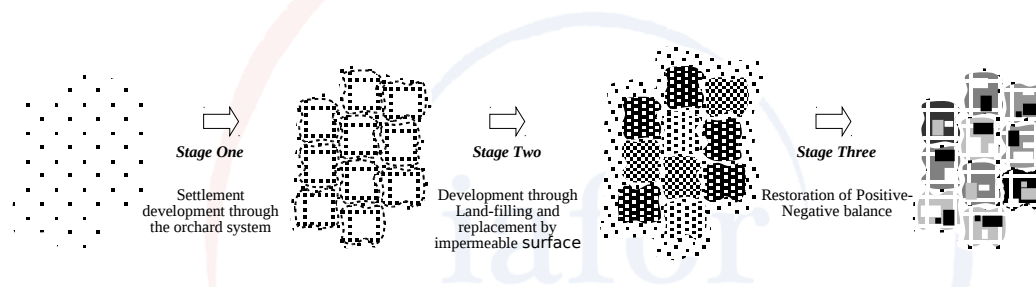 Stage One
Settlement
development through
the orchard system
Stage Two
Development through
Land-filling and
replacement by
impermeable surface
Stage Three
Restoration of Positive-
Negative balance
iafor